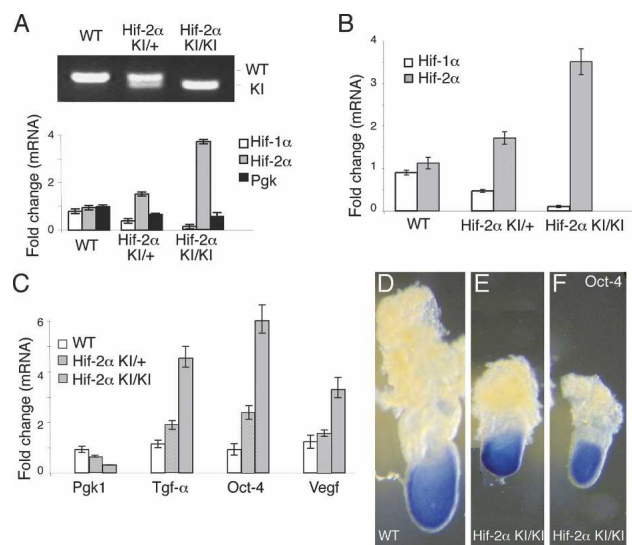 A
WT
Hif-2α
KI/+
Hif-2α
KI/KI
WT
KI
Fold change (mRNA)
4
2
0
Hif-1α
Hif-2α
Pgk
WT
Hif-2α
KI/+
Hif-2α
KI/KI
B
Fold change (mRNA)
4
3
2
1
0
Hif-1α
Hif-2α
WT
Hif-2α KI/+
Hif-2α KI/KI
C
Fold change (mRNA)
6
4
2
0
WT
Hif-2α KI/+
Hif-2α KI/KI
Pgk1
Tgf-α
Oct-4
Vegf
D
E
F
Oct-4
WT
Hif-2α KI/KI
Hif-2α KI/KI